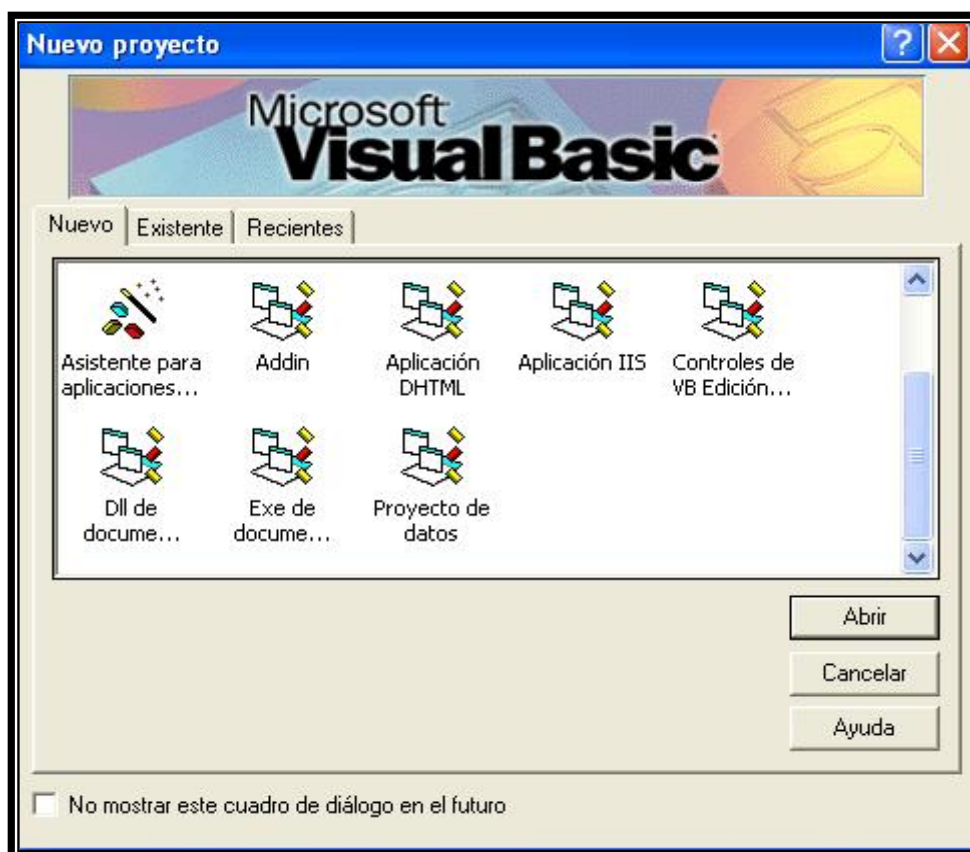 Nuevo proyecto
Microsoft
Visual Basic
Nuevo Existente Recientes
Asistente para aplicaciones...
Addin
Aplicación DHTML
Aplicación IIS
Controles de VB Edición...
Dll de docume...
Exe de docume...
Proyecto de datos
Abrir
Cancelar
Ayuda
No mostrar este cuadro de diálogo en el futuro